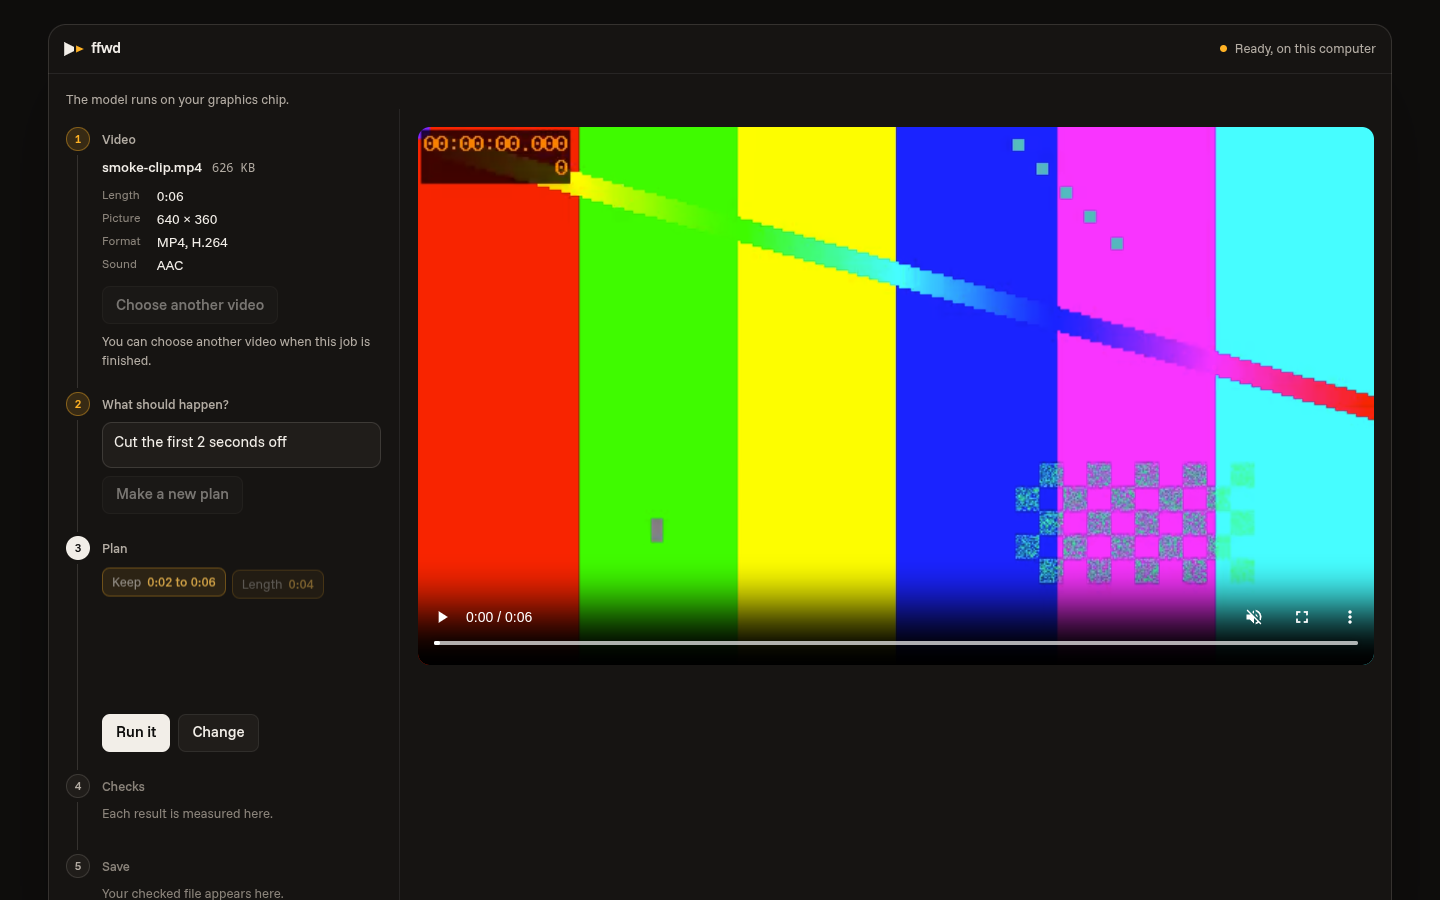 ffwd
Ready, on this computer
The model runs on your graphics chip.
1 Video
smoke-clip.mp4 626 KB
Length 0:06
Picture 640 × 360
Format MP4, H.264
Sound AAC
Choose another video
You can choose another video when this job is
finished.
2 What should happen?
Cut the first 2 seconds off
Make a new plan
3 Plan
Keep 0:02 to 0:06 Length 0:04
Run it Change
4 Checks
Each result is measured here.
5 Save
Your checked file appears here.
00:00:00.000
0
0:00 / 0:06